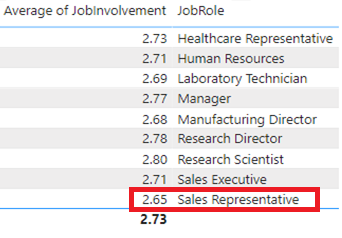 Average of JobInvolvement JobRole
2.73 Healthcare Representative
2.71 Human Resources
2.69 Laboratory Technician
2.77 Manager
2.68 Manufacturing Director
2.78 Research Director
2.80 Research Scientist
2.71 Sales Executive
2.65 Sales Representative
2.73